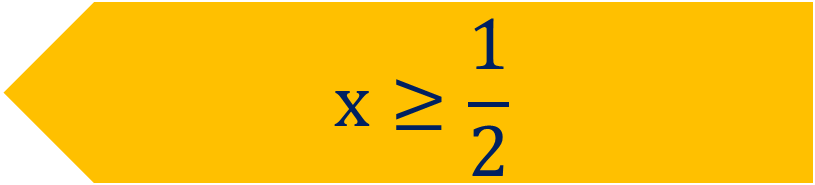 x ≥ 1/2